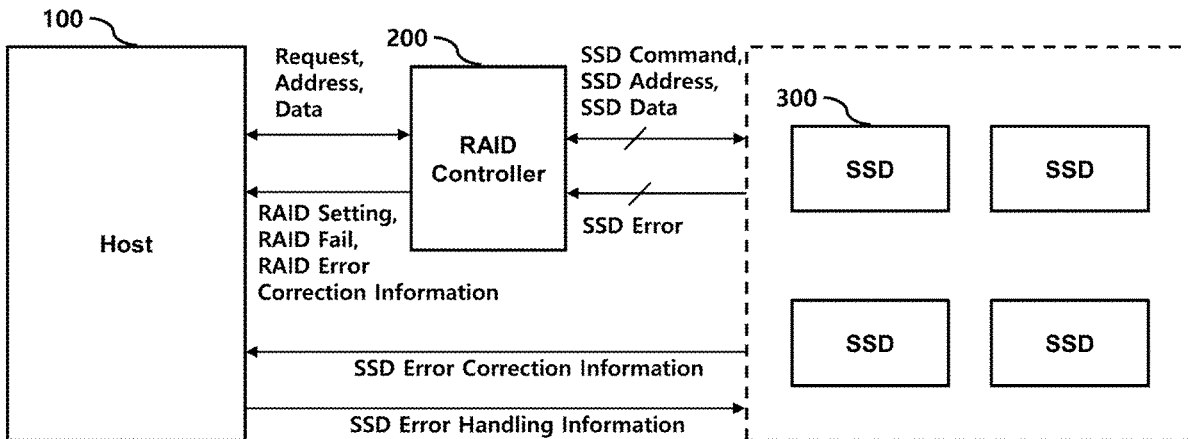 100
Host
Request,
Address,
Data
RAID Setting,
RAID Fail,
RAID Error
Correction Information
200
RAID
Controller
SSD Command,
SSD Address,
SSD Data
SSD Error
300
SSD
SSD
SSD
SSD
SSD Error Correction Information
SSD Error Handling Information